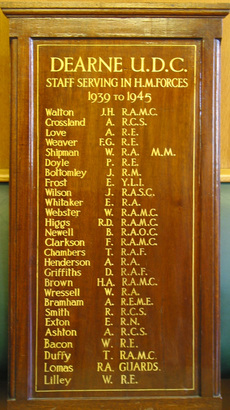 DEARNE U.D.C.
STAFF SERVING IN H.M.FORCES
1939 TO 1945
Walton J.H. R.A.M.C.
Crossland A. R.C.S.
Love A. R.E.
Weaver F.G. R.E.
Shipman W. R.A. M.M.
Doyle P. R.E.
Bottomley J. R.M.
Frost E. Y.L.I.
Wilson J. R.A.S.C.
Whitaker E. R.A.
Webster W. R.A.M.C.
Higgs R.D. R.A.M.C.
Newell B. R.A.O.C.
Clarkson F. R.A.M.C.
Chambers T. R.A.F.
Henderson A. R.A.
Griffiths D. R.A.F.
Brown H.A. R.A.M.C.
Wressell W. R.A.
Bramham A. R.E.M.E.
Smith R. R.C.S.
Exton E. R.N.
Ashton A. R.C.S.
Bacon W. R.E.
Duffy T. R.A.M.C.
Lomas R.A. GUARDS.
Lilley W. R.E.